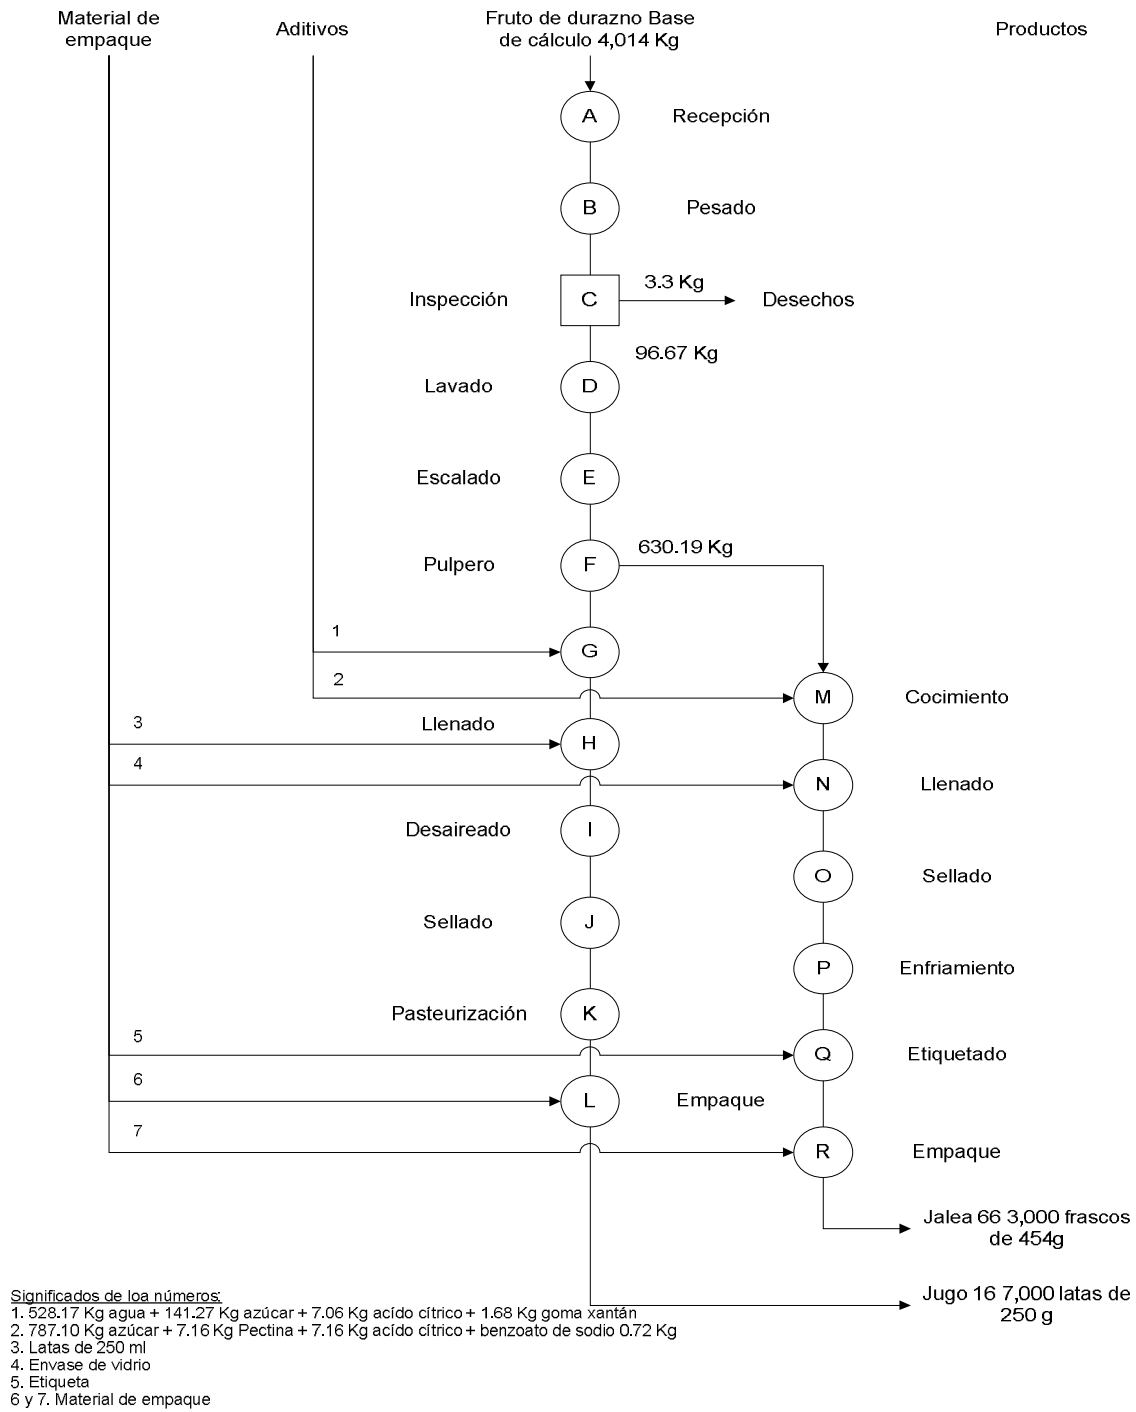 Material de
empaque
Aditivos
Fruto de durazno Base
de cálculo 4,014 Kg
Productos
A
Recepción
B
Pesado
Inspección
C
3.3 Kg
Desechos
96.67 Kg
Lavado
D
Escalado
E
Pulpero
F
630.19 Kg
1
G
2
M
Cocimiento
3
Llenado
H
4
N
Llenado
Desaireado
I
O
Sellado
Sellado
J
P
Enfriamiento
Pasteurización
K
5
Q
Etiquetado
6
L
Empaque
7
R
Empaque
Jalea 66 3,000 frascos
de 454g
Jugo 16 7,000 latas de
250 g
Significados de loa números:
1. 528.17 Kg agua + 141.27 Kg azúcar + 7.06 Kg acído cítrico + 1.68 Kg goma xantán
2. 787.10 Kg azúcar + 7.16 Kg Pectina + 7.16 Kg acído cítrico + benzoato de sodio 0.72 Kg
3. Latas de 250 ml
4. Envase de vidrio
5. Etiqueta
6 y 7. Material de empaque